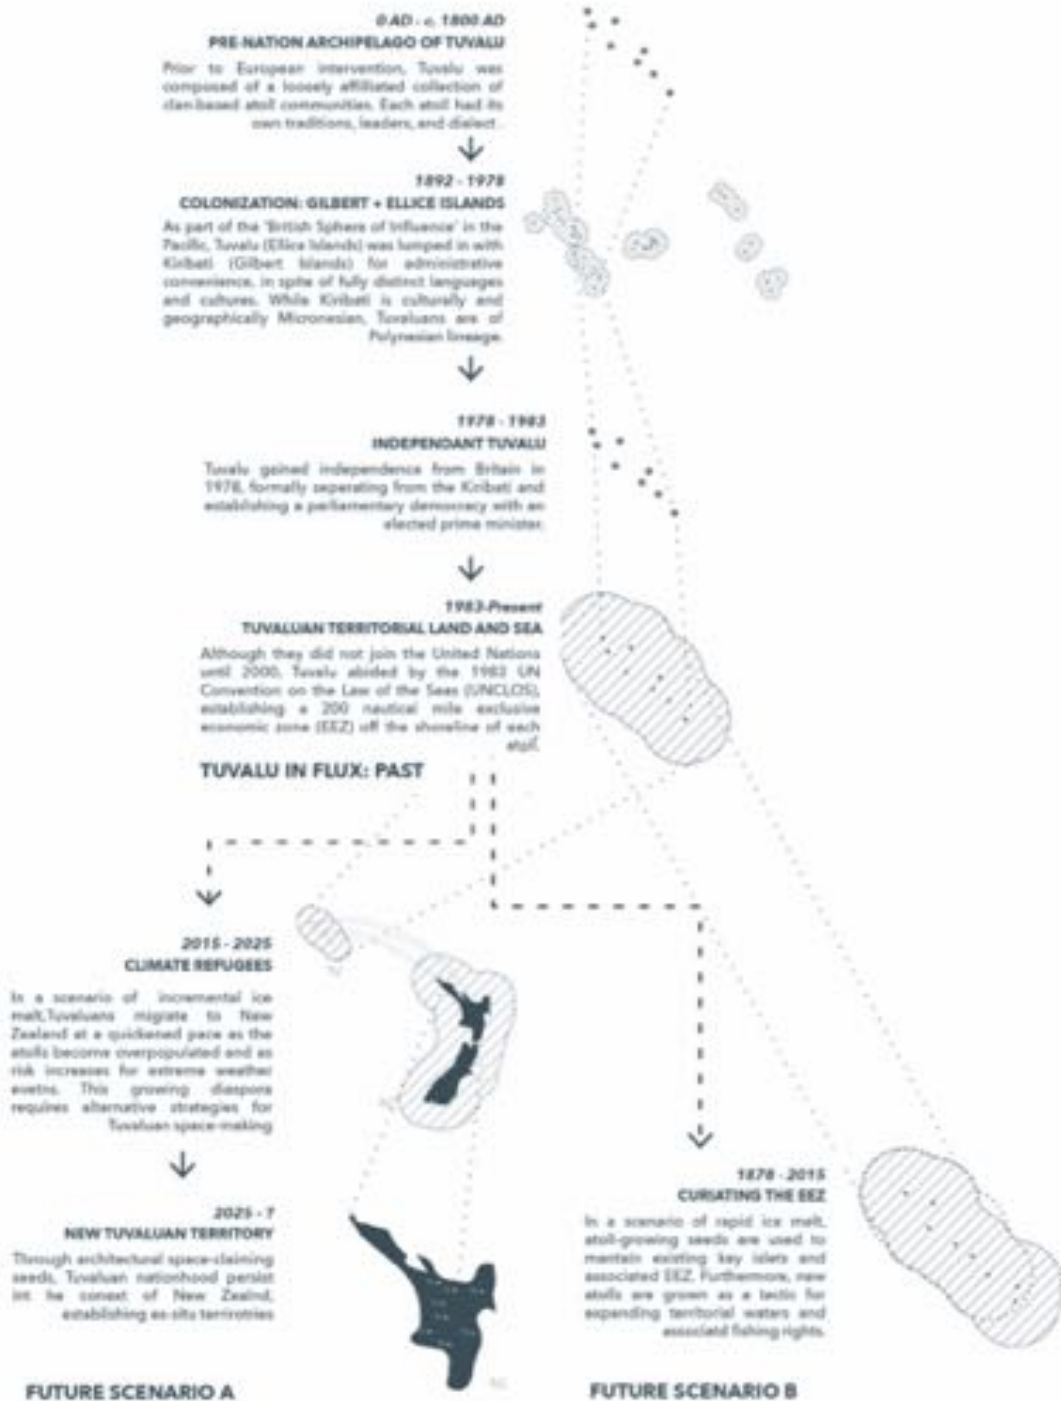 0 AD - c. 1800 AD
PRE-NATION ARCHIPELAGO OF TUVALU
Prior to European intervention, Tuvalu was
composed of a loosely affilliated collection of
clan-based atoll communities. Each atoll had its
own traditions, leaders, and dialect.
1892 - 1978
COLONIZATION: GILBERT + ELLICE ISLANDS
As part of the 'British Sphere of Influence' in the
Pacific, Tuvalu (Ellice Islands) was lumped in with
Kiribati (Gilbert Islands) for administrative
convenience, in spite of fully distinct languages
and cultures. While Kiribati is culturally and
geographically Micronesian, Tuvaluans are of
Polynesian lineage.
1978 - 1983
INDEPENDANT TUVALU
Tuvalu gained independence from Britain in
1978, formally seperating from the Kiribati and
establishing a parliamentary democracy with an
elected prime minister.
1983-Present
TUVALUAN TERRITORIAL LAND AND SEA
Although they did not join the United Nations
until 2000, Tuvalu abided by the 1983 UN
Convention on the Law of the Seas (UNCLOS),
establishing a 200 nautical mile exclusive
economic zone (EEZ) off the shoreline of each
atoll.
TUVALU IN FLUX: PAST
2015 - 2025
CLIMATE REFUGEES
In a scenario of incremental ice
melt,Tuvaluans migrate to New
Zealand at a quickened pace as the
atolls become overpopulated and as
risk increases for extreme weather
evetns. This growing diaspora
requires alternative strategies for
Tuvaluan space-making
2025 - ?
NEW TUVALUAN TERRITORY
Through architectural space-claiming
seeds, Tuvaluan nationhood persist
int he conext of New Zealnd,
establishing ex-situ terrirotries
FUTURE SCENARIO A
1878 - 2015
CURIATING THE EEZ
In a scenario of rapid ice melt,
atoll-growing seeds are used to
mantain existing key islets and
associated EEZ. Furthermore, new
atolls are grown as a tactic for
expanding territorial waters and
associatd fishing rights.
FUTURE SCENARIO B